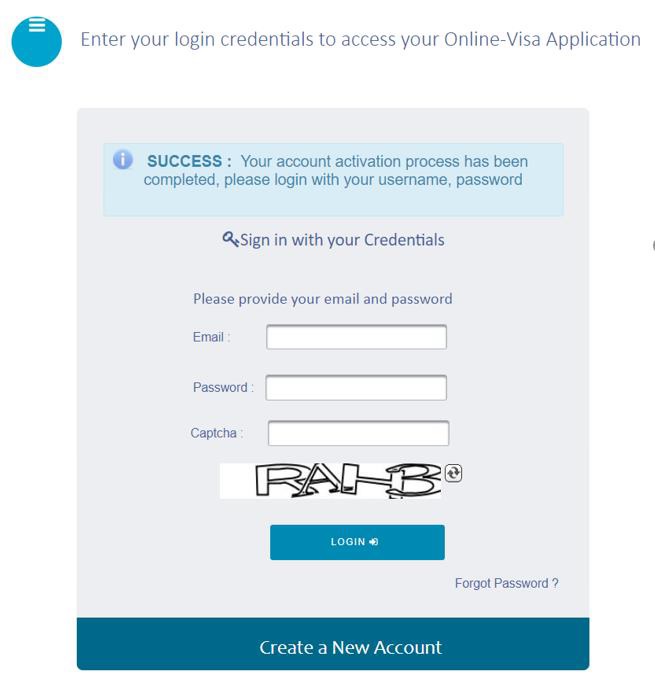 Enter your login credentials to access your Online-Visa Application
SUCCESS : Your account activation process has been
completed, please login with your username, password
Sign in with your Credentials
Please provide your email and password
Email :
Password :
Captcha :
LOGIN
Forgot Password ?
Create a New Account